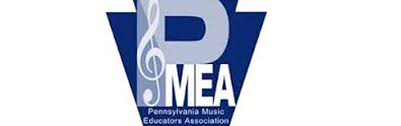 P
MEA
Pennsylvania Music
Educators Association